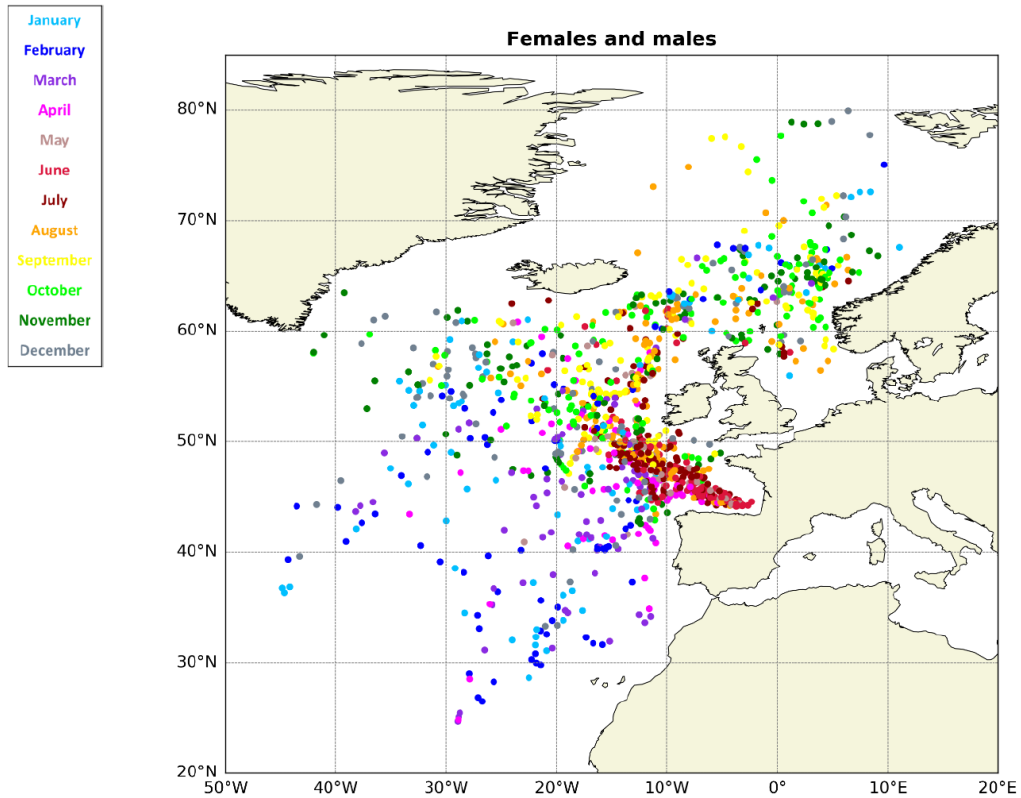 January
February
March
April
May
June
July
August
September
October
November
December
Females and males
80°N
70°N
60°N
50°N
40°N
30°N
20°N
50°W 40°W 30°W 20°W 10°W 0° 10°E 20°E